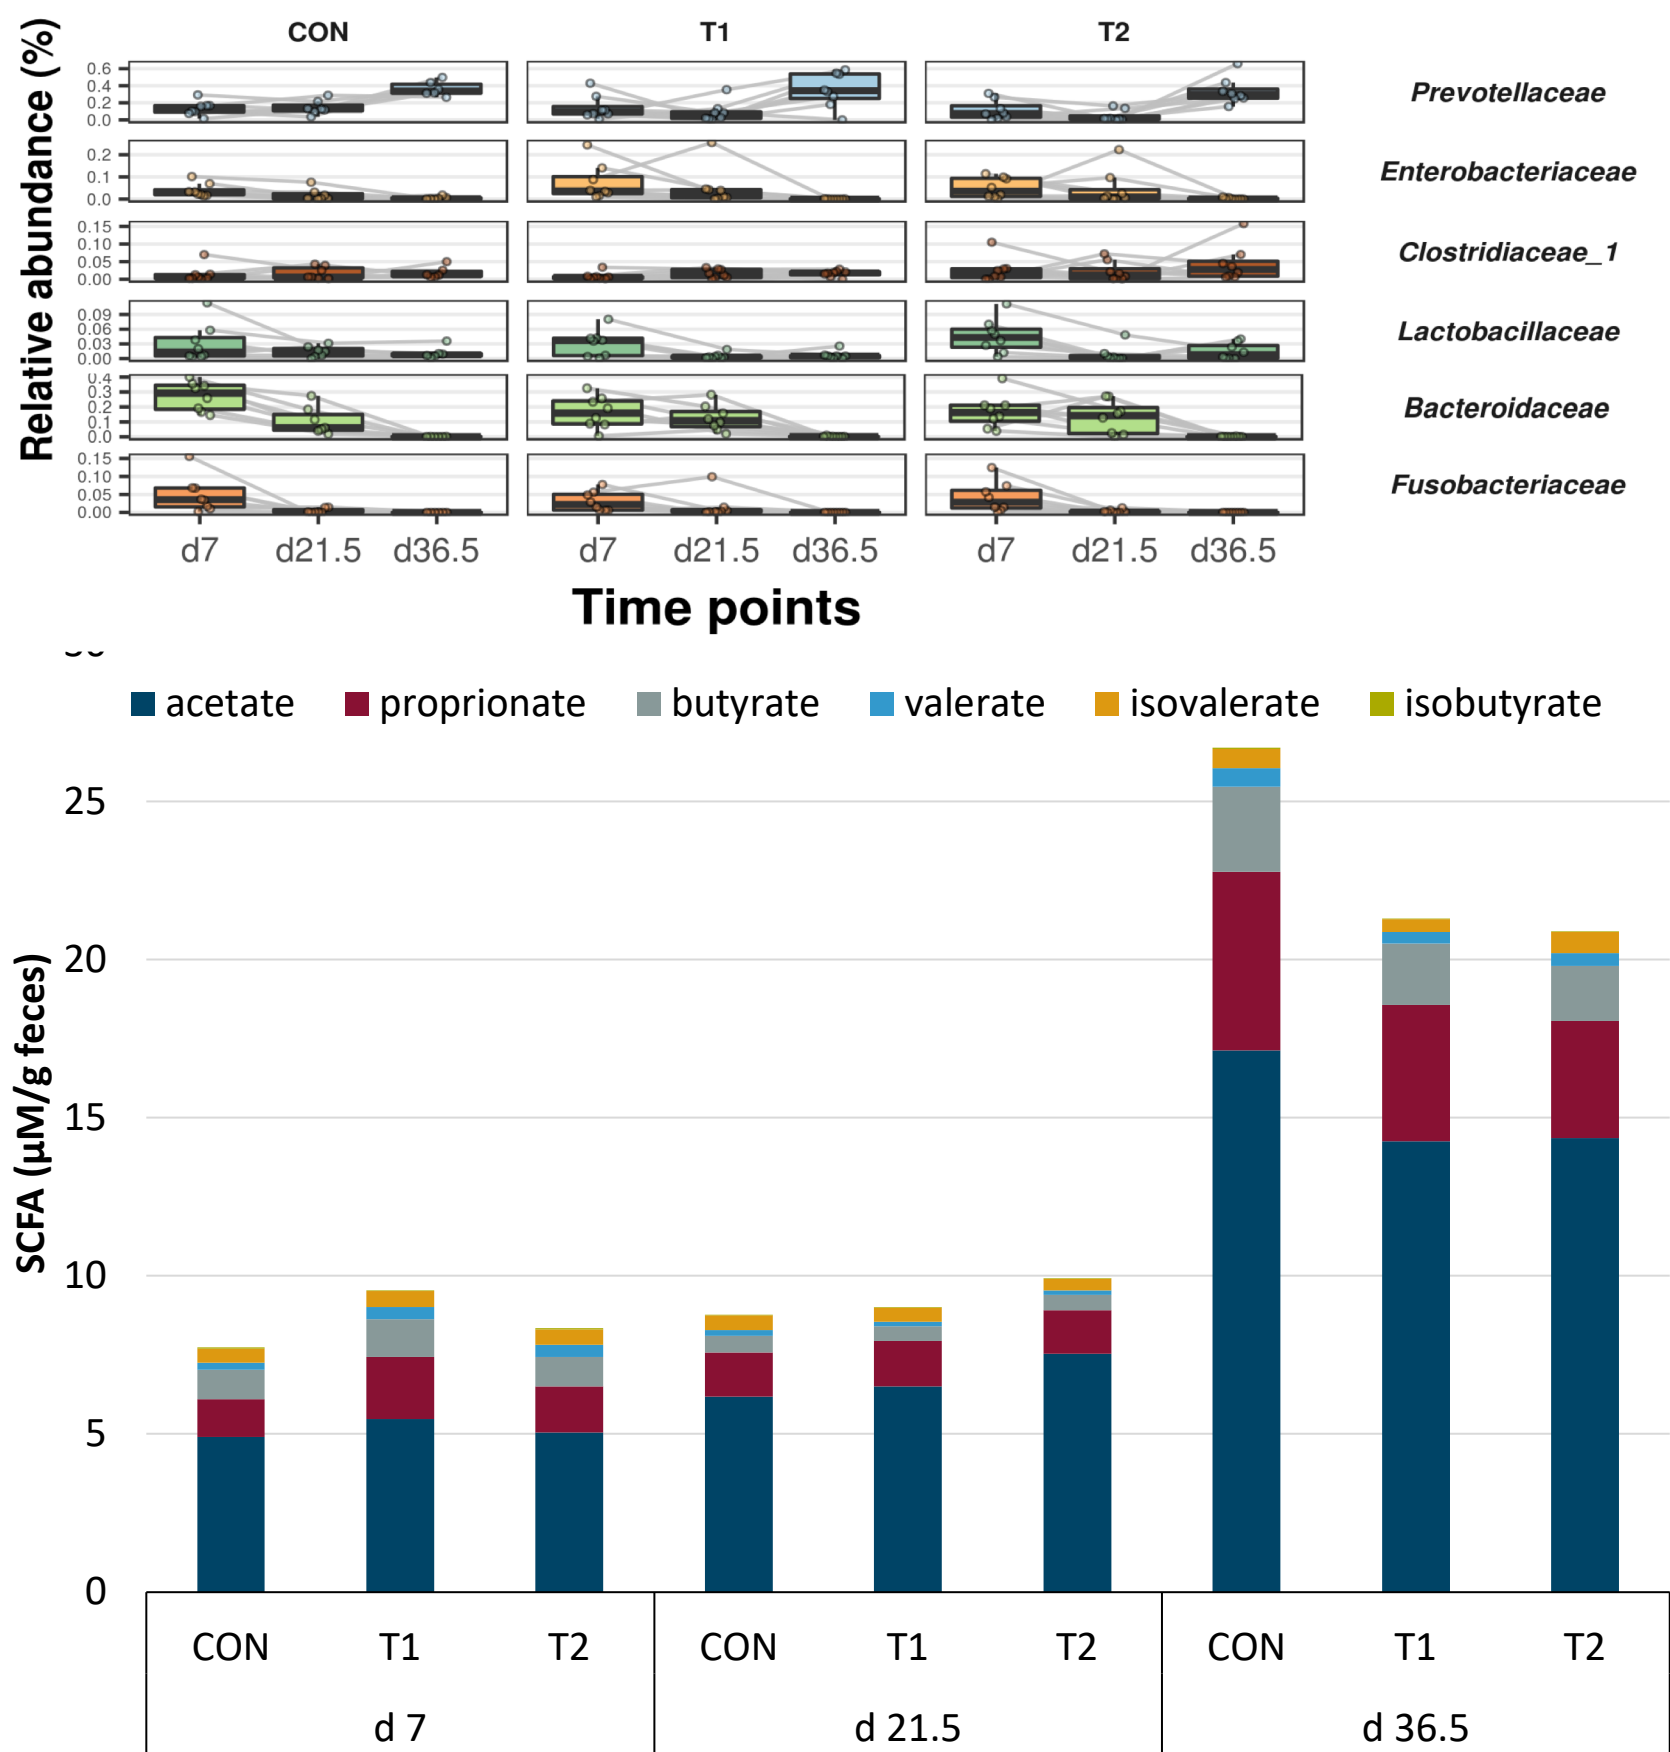 CON T1 T2
Relative abundance (%)
0.6
0.4
0.2
0.0
Prevotellaceae
0.2
0.1
0.0
Enterobacteriaceae
0.15
0.10
0.05
0.00
Clostridiaceae_1
0.09
0.06
0.03
0.00
Lactobacillaceae
0.4
0.3
0.2
0.1
0.0
Bacteroidaceae
0.15
0.10
0.05
0.00
Fusobacteriaceae
d7 d21.5 d36.5 d7 d21.5 d36.5 d7 d21.5 d36.5
Time points
acetate proprionate butyrate valerate isovalerate isobutyrate
SCFA (µM/g feces)
25
20
15
10
5
0
CON T1 T2 CON T1 T2 CON T1 T2
d 7 d 21.5 d 36.5